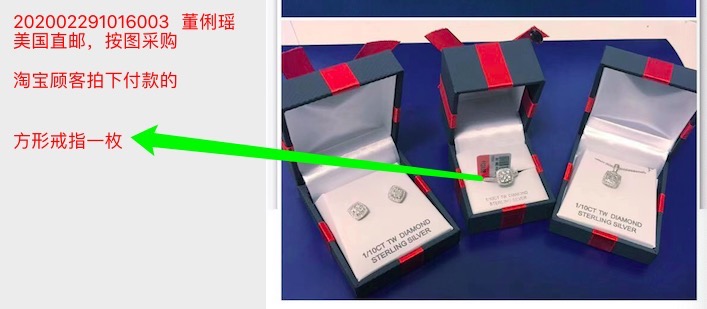 202002291016003 董俐瑶
美国直邮，按图采购
淘宝顾客拍下付款的
方形戒指一枚
1/10CT TW DIAMOND
STERLING SILVER
1/10CT TW DIAMOND
STERLING SILVER
1/10CT TW DIAMOND
STERLING SILVER